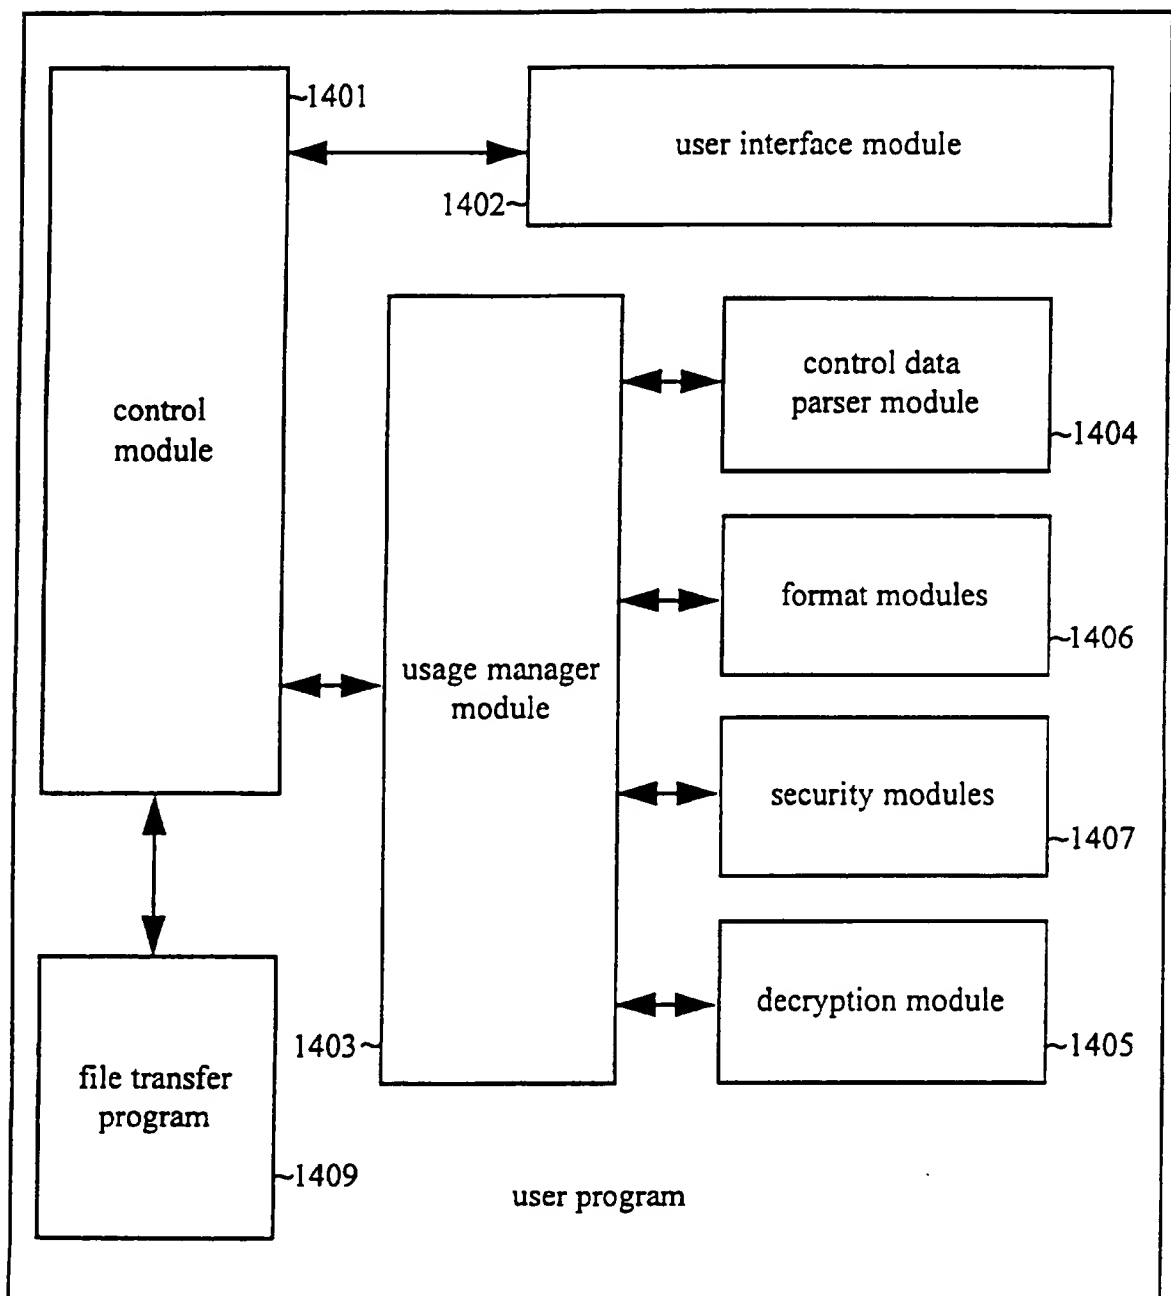 1401
user interface module
1402
control
module
control data
parser module
1404
format modules
1406
usage manager
module
security modules
1407
decryption module
1403
1405
file transfer
program
1409
user program